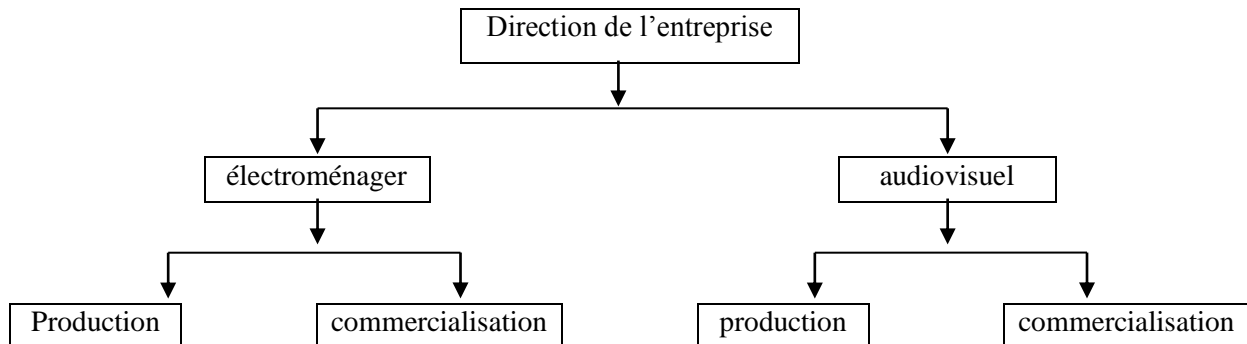 Direction de l’entreprise
électroménager
audiovisuel
Production
commercialisation
production
commercialisation